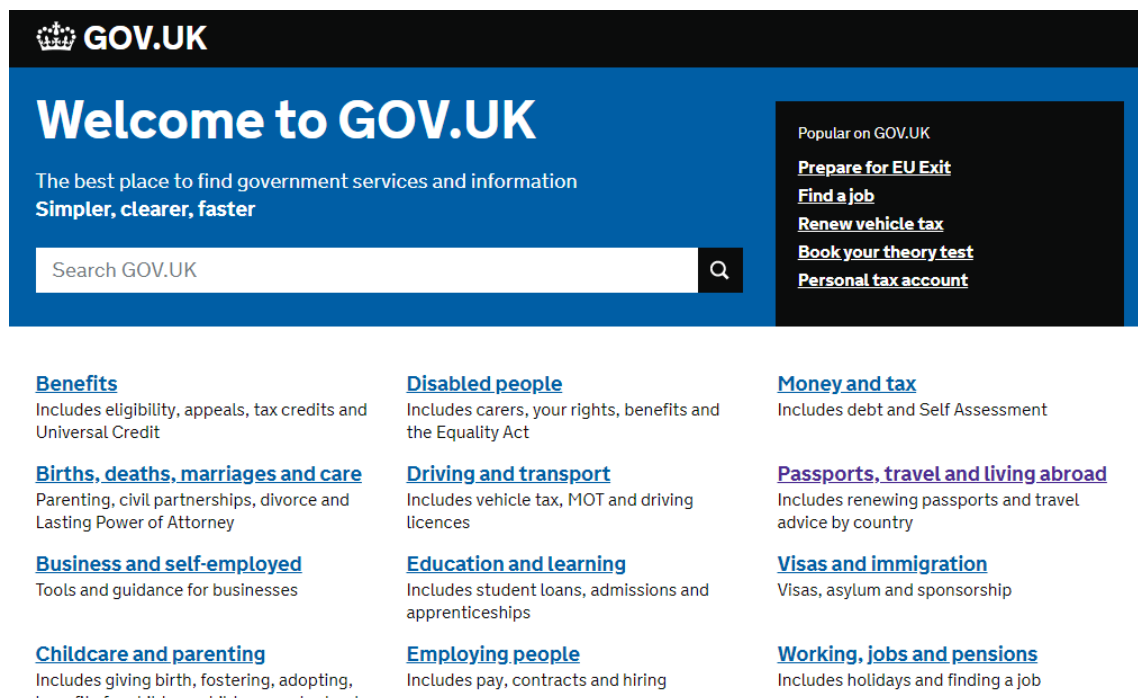 GOV.UK
Welcome to GOV.UK
The best place to find government services and information
Simpler, clearer, faster
Search GOV.UK
Popular on GOV.UK
Prepare for EU Exit
Find a job
Renew vehicle tax
Book your theory test
Personal tax account
Benefits
Includes eligibility, appeals, tax credits and
Universal Credit
Births, deaths, marriages and care
Parenting, civil partnerships, divorce and
Lasting Power of Attorney
Business and self-employed
Tools and guidance for businesses
Childcare and parenting
Includes giving birth, fostering, adopting,
Disabled people
Includes carers, your rights, benefits and
the Equality Act
Driving and transport
Includes vehicle tax, MOT and driving
licences
Education and learning
Includes student loans, admissions and
apprenticeships
Employing people
Includes pay, contracts and hiring
Money and tax
Includes debt and Self Assessment
Passports, travel and living abroad
Includes renewing passports and travel
advice by country
Visas and immigration
Visas, asylum and sponsorship
Working, jobs and pensions
Includes holidays and finding a job